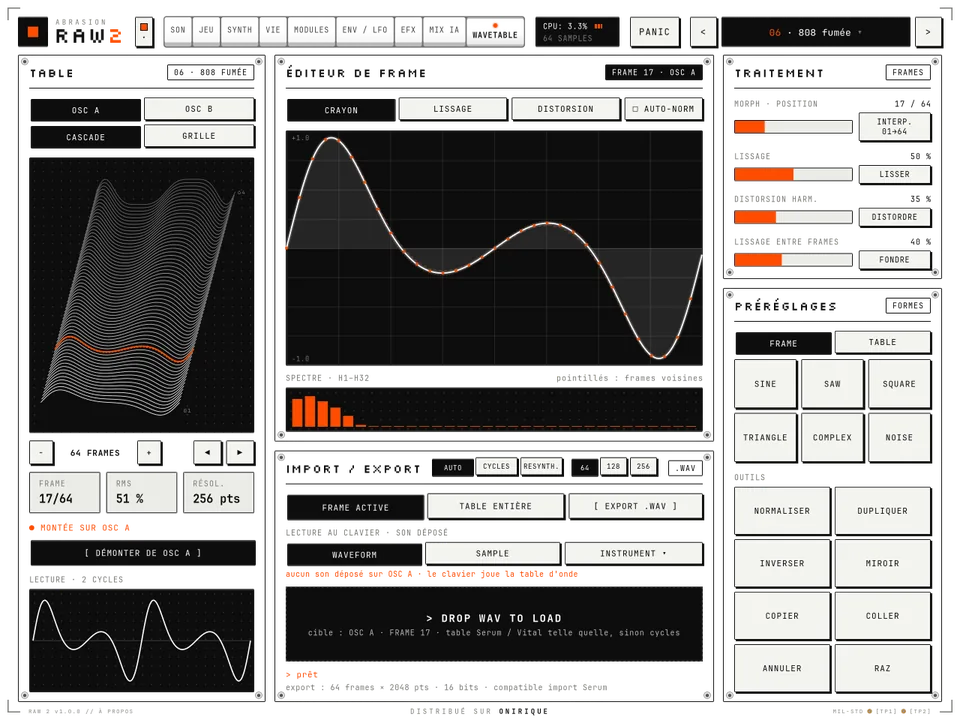 ABRASION
RAW2
SON JEU SYNTH VIE MODULES ENV / LFO EFX MIX IA WAVETABLE
CPU: 3.3%
64 SAMPLES
PANIC
< 06 · 808 fumée ▾ >
TABLE
06 · 808 FUMÉE
OSC A OSC B
CASCADE GRILLE
64
01
- 64 FRAMES + ◄ ►
FRAME RMS RÉSOL.
17/64 51 % 256 pts
● MONTÉE SUR OSC A
[ DÉMONTER DE OSC A ]
LECTURE · 2 CYCLES
ÉDITEUR DE FRAME
FRAME 17 · OSC A
CRAYON LISSAGE DISTORSION □ AUTO-NORM
+1.0
-1.0
SPECTRE · H1–H32 pointillés : frames voisines
IMPORT / EXPORT
AUTO CYCLES RESYNTH. 64 128 256 .WAV
FRAME ACTIVE TABLE ENTIÈRE [ EXPORT .WAV ]
LECTURE AU CLAVIER · SON DÉPOSÉ
WAVEFORM SAMPLE INSTRUMENT ▾
aucun son déposé sur OSC A · le clavier joue la table d'onde
> DROP WAV TO LOAD
cible : OSC A · FRAME 17 · table Serum / Vital telle quelle, sinon cycles
> prêt
export : 64 frames × 2048 pts · 16 bits · compatible import Serum
TRAITEMENT
FRAMES
MORPH · POSITION 17 / 64
INTERP.
01→64
LISSAGE 50 %
LISSER
DISTORSION HARM. 35 %
DISTORDRE
LISSAGE ENTRE FRAMES 40 %
FONDRE
PRÉRÉGLAGES
FORMES
FRAME TABLE
SINE SAW SQUARE
TRIANGLE COMPLEX NOISE
OUTILS
NORMALISER DUPLIQUER
INVERSER MIROIR
COPIER COLLER
ANNULER RAZ
RAW 2 v1.0.0 // À PROPOS
DISTRIBUÉ SUR ONIRIQUE
MIL-STD ● [TP1] ● [TP2]